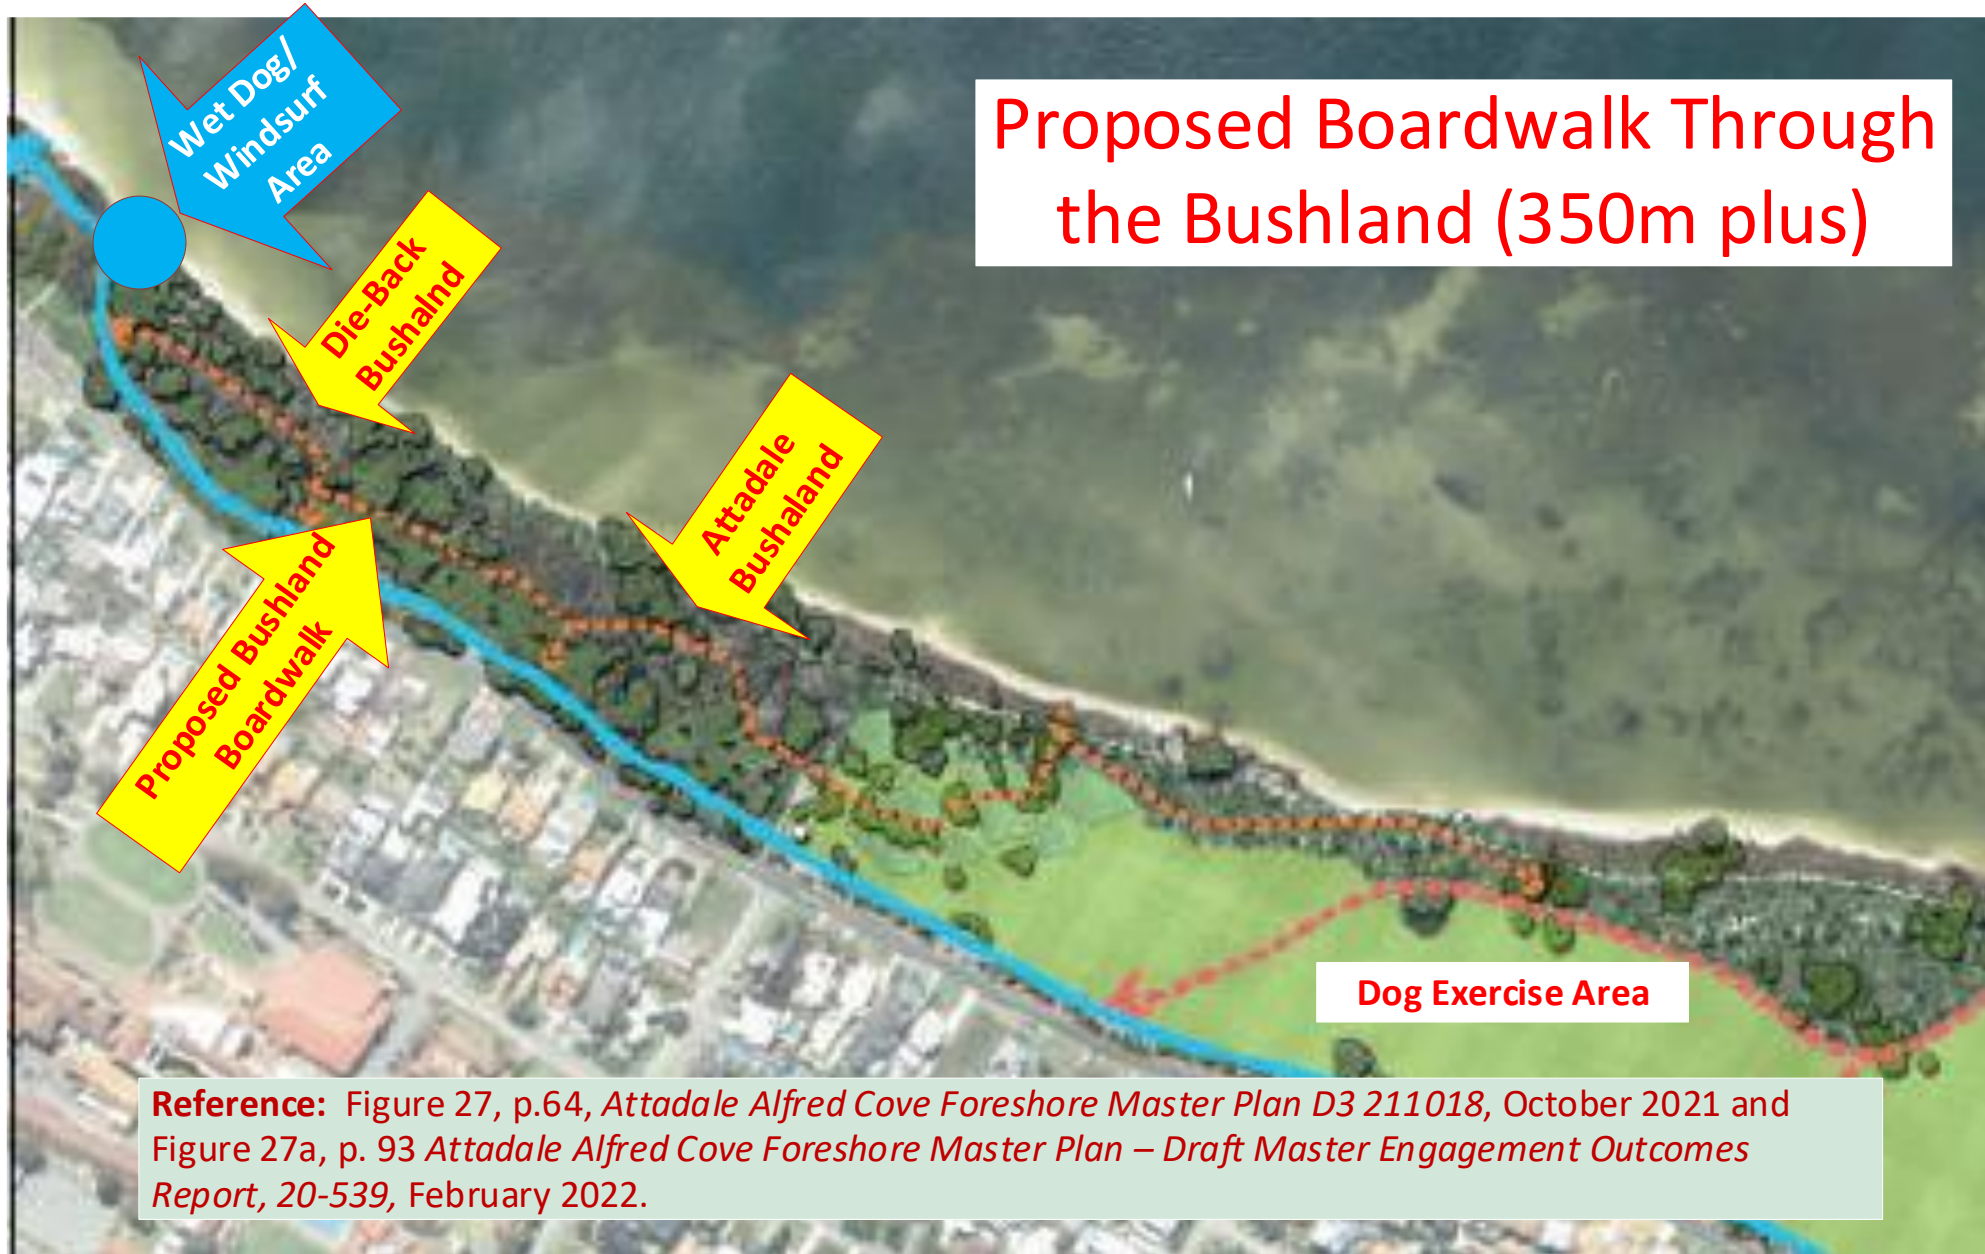 Proposed Boardwalk Through
the Bushland (350m plus)
Wet Dog/
Windsurf
Area
Die-Back
Bushalnd
Attadale
Bushaland
Proposed Bushland
Boardwalk
Dog Exercise Area
Reference: Figure 27, p.64, Attadale Alfred Cove Foreshore Master Plan D3 211018, October 2021 and
Figure 27a, p. 93 Attadale Alfred Cove Foreshore Master Plan – Draft Master Engagement Outcomes
Report, 20-539, February 2022.